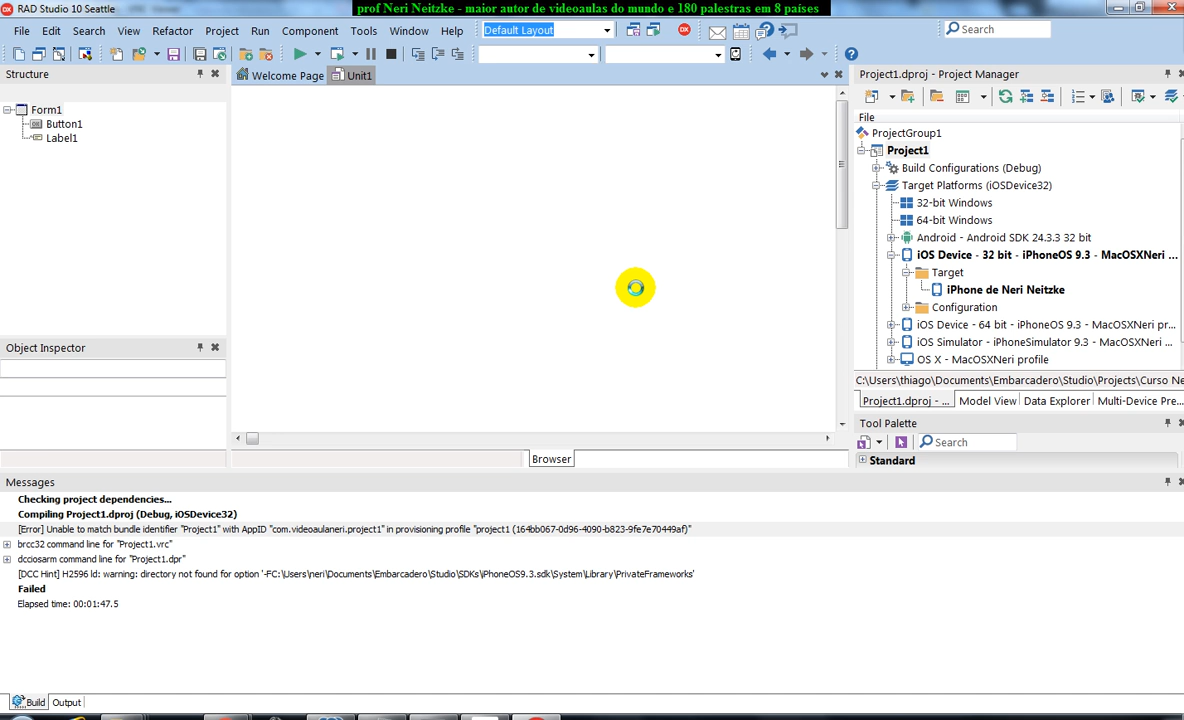 RAD Studio 10 Seattle
prof Neri Neitzke - maior autor de videoaulas do mundo e 180 palestras em 8 países
File Edit Search View Refactor Project Run Component Tools Window Help
Default Layout
Search
Structure
Welcome Page
Unit1
Project1.dproj - Project Manager
Form1
Button1
Label1
File
ProjectGroup1
Project1
Build Configurations (Debug)
Target Platforms (iOSDevice32)
32-bit Windows
64-bit Windows
Android - Android SDK 24.3.3 32 bit
iOS Device - 32 bit - iPhoneOS 9.3 - MacOSXNeri ...
Target
iPhone de Neri Neitzke
Configuration
iOS Device - 64 bit - iPhoneOS 9.3 - MacOSXNeri pr...
iOS Simulator - iPhoneSimulator 9.3 - MacOSXNeri ...
OS X - MacOSXNeri profile
Object Inspector
C:\Users\thiago\Documents\Embarcadero\Studio\Projects\Curso Ne
Project1.dproj - ...
Model View
Data Explorer
Multi-Device Pre...
Tool Palette
Search
Standard
Browser
Messages
Checking project dependencies...
Compiling Project1.dproj (Debug, iOSDevice32)
[Error] Unable to match bundle identifier "Project1" with AppID "com.videoaulaneri.project1" in provisioning profile "project1 (164bb067-0d96-4090-b823-9fe7e70449af)"
brcc32 command line for "Project1.vrc"
dcciosarm command line for "Project1.dpr"
[DCC Hint] H2596 ld: warning: directory not found for option '-FC:\Users\neri\Documents\Embarcadero\Studio\SDKs\iPhoneOS9.3.sdk\System\Library\PrivateFrameworks'
Failed
Elapsed time: 00:01:47.5
Build
Output